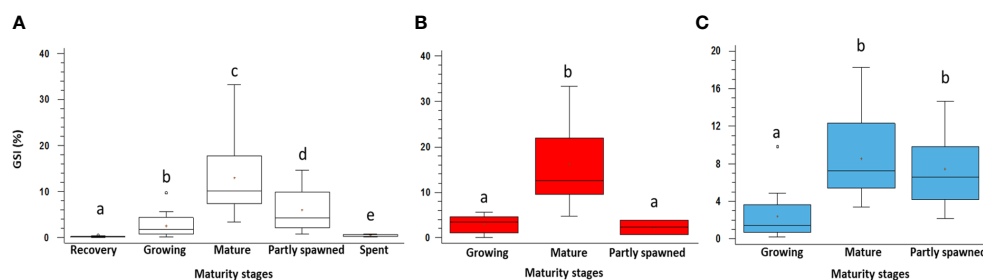 A
GSI (%)
40
30
20
10
0
a
b
c
d
e
Recovery
Growing
Mature
Partly spawned
Spent
Maturity stages
B
40
30
20
10
0
a
b
a
Growing
Mature
Partly spawned
Maturity stages
C
20
16
12
8
4
0
a
b
b
Growing
Mature
Partly spawned
Maturity stages